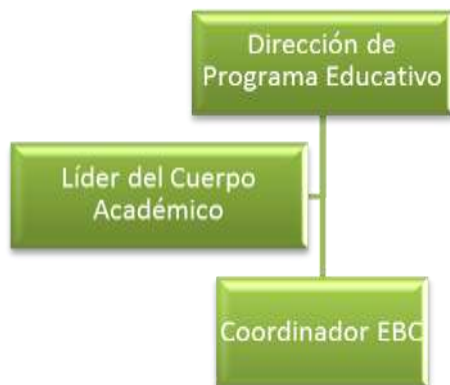 Dirección de
Programa Educativo
Líder del Cuerpo
Académico
Coordinador EBC